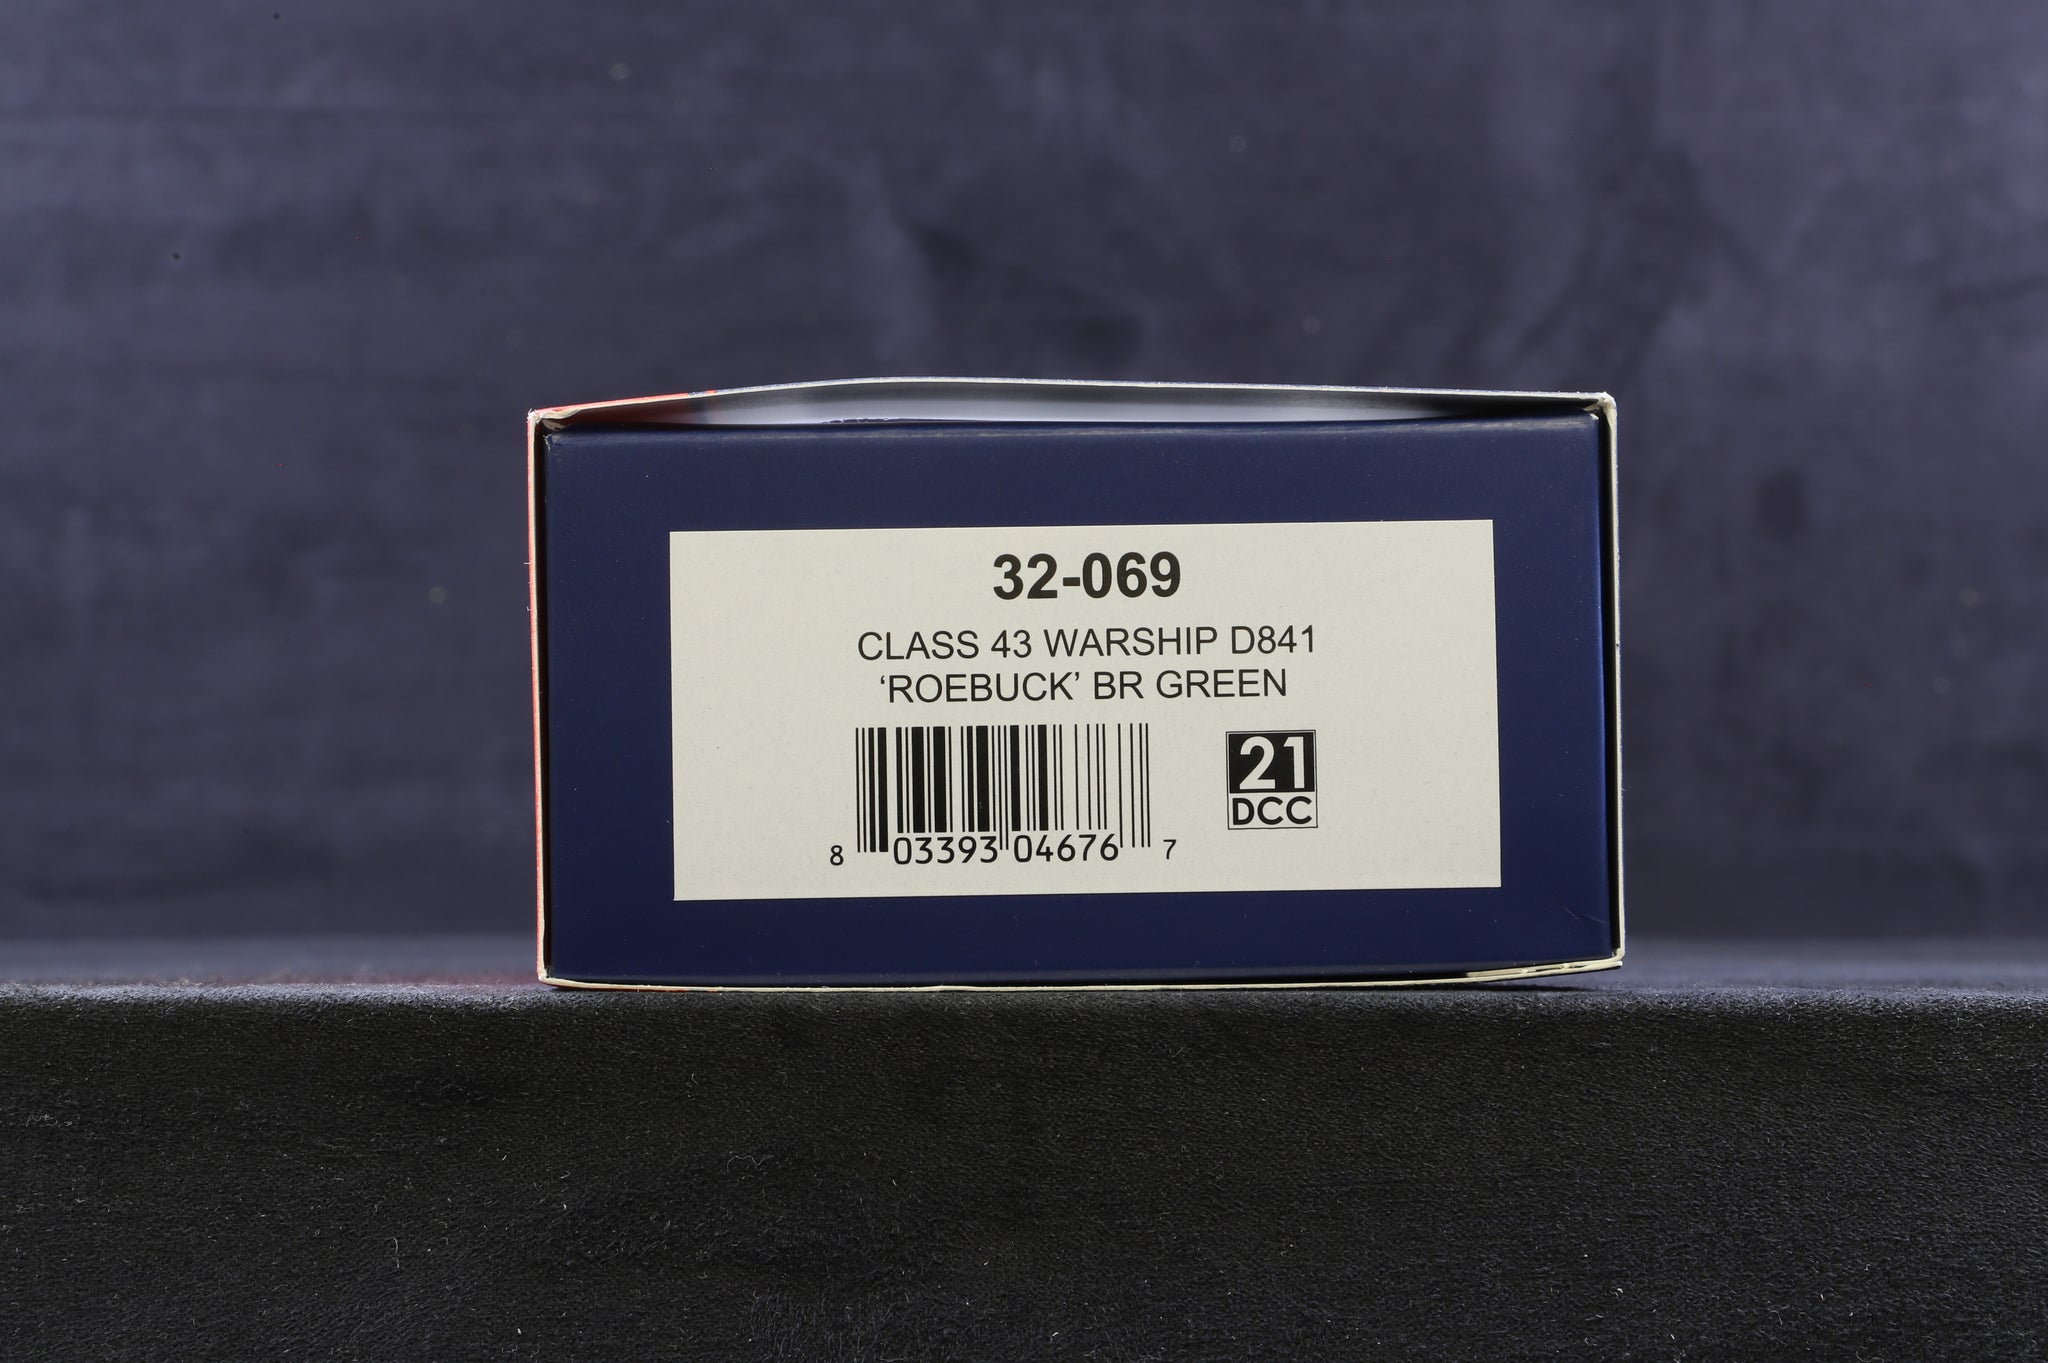 32-069
CLASS 43 WARSHIP D841
‘ROEBUCK’ BR GREEN
8 03393 04676 7
21
DCC